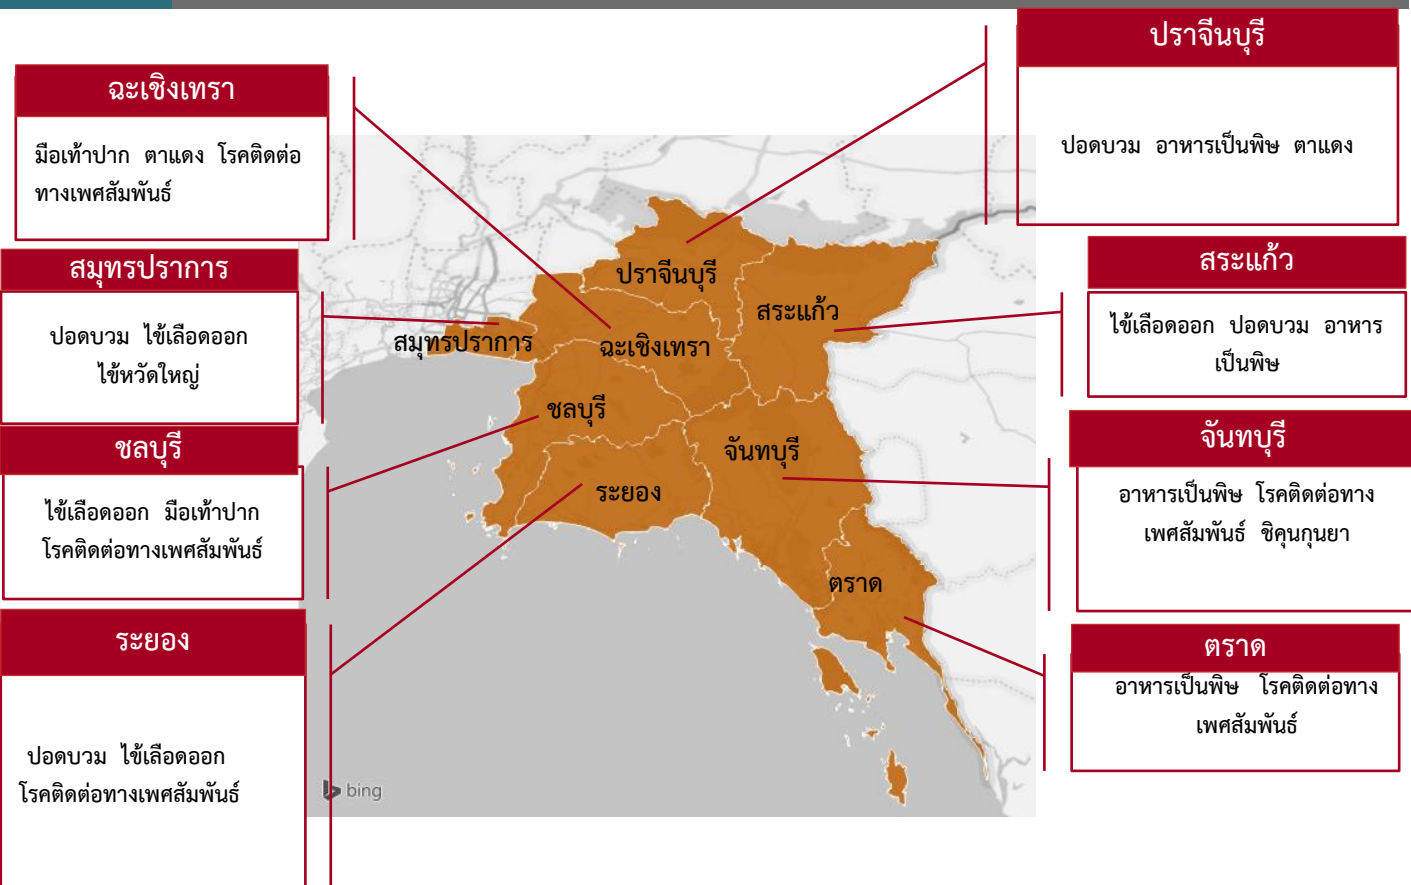 ฉะเชิงเทรา
มือเท้าปาก ตาแดง โรคติดต่อ
ทางเพศสัมพันธ์
สมุทรปราการ
ปอดบวม ไข้เลือดออก
ไข้หวัดใหญ่
ชลบุรี
ไข้เลือดออก มือเท้าปาก
โรคติดต่อทางเพศสัมพันธ์
ระยอง
ปอดบวม ไข้เลือดออก
โรคติดต่อทางเพศสัมพันธ์
ปราจีนบุรี
สระแก้ว
สมุทรปราการ
ฉะเชิงเทรา
ชลบุรี
จันทบุรี
ระยอง
ตราด
bing
ปราจีนบุรี
ปอดบวม อาหารเป็นพิษ ตาแดง
สระแก้ว
ไข้เลือดออก ปอดบวม อาหาร
เป็นพิษ
จันทบุรี
อาหารเป็นพิษ โรคติดต่อทาง
เพศสัมพันธ์ ชิคุนกุนยา
ตราด
อาหารเป็นพิษ โรคติดต่อทาง
เพศสัมพันธ์